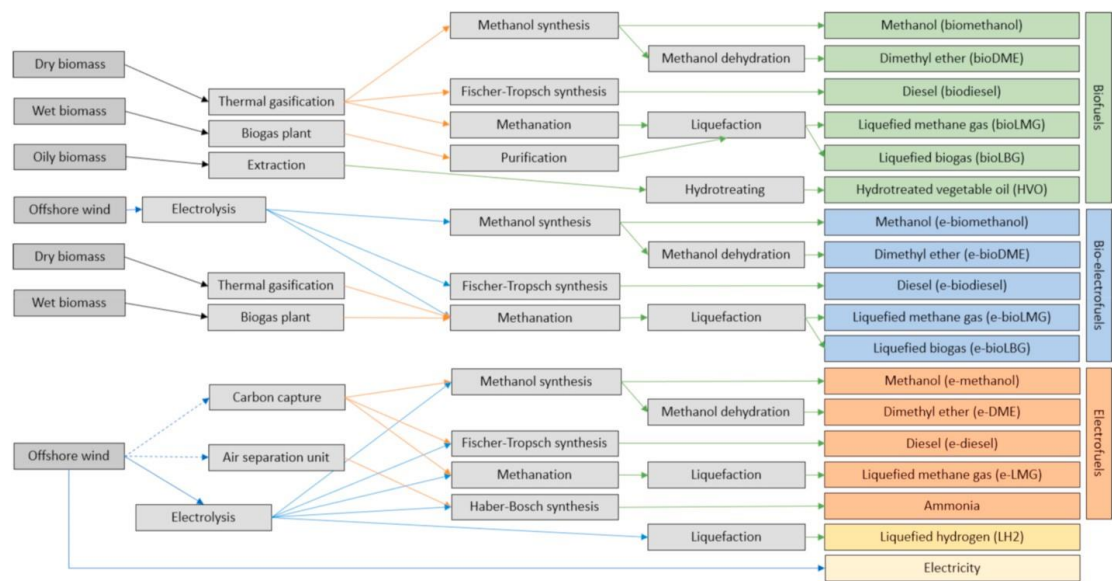 Methanol synthesis
Methanol (biomethanol)
Dry biomass
Methanol dehydration
Dimethyl ether (bioDME)
Thermal gasification
Fischer-Tropsch synthesis
Diesel (biodiesel)
Wet biomass
Biogas plant
Methanation
Liquefaction
Liquefied methane gas (bioLMG)
Oily biomass
Extraction
Purification
Liquefied biogas (bioLBG)
Hydrotreating
Hydrotreated vegetable oil (HVO)
Biofuels
Offshore wind
Electrolysis
Methanol synthesis
Methanol (e-biomethanol)
Dry biomass
Methanol dehydration
Dimethyl ether (e-bioDME)
Thermal gasification
Fischer-Tropsch synthesis
Diesel (e-biodiesel)
Wet biomass
Biogas plant
Methanation
Liquefaction
Liquefied methane gas (e-bioLMG)
Liquefied biogas (e-bioLBG)
Bio-electrofuels
Carbon capture
Methanol synthesis
Methanol (e-methanol)
Methanol dehydration
Dimethyl ether (e-DME)
Offshore wind
Air separation unit
Fischer-Tropsch synthesis
Diesel (e-diesel)
Methanation
Liquefaction
Liquefied methane gas (e-LMG)
Electrolysis
Haber-Bosch synthesis
Ammonia
Electrofuels
Liquefaction
Liquefied hydrogen (LH2)
Electricity